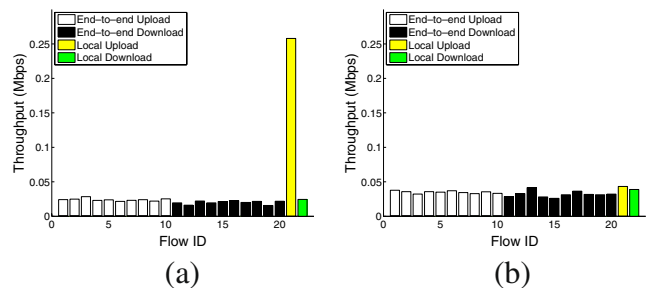 End-to-end Upload
End-to-end Download
Local Upload
Local Download
Throughput (Mbps)
0.25
0.2
0.15
0.1
0.05
0
0 5 10 15 20
Flow ID
(a)
End-to-end Upload
End-to-end Download
Local Upload
Local Download
Throughput (Mbps)
0.25
0.2
0.15
0.1
0.05
0
0 5 10 15 20
Flow ID
(b)